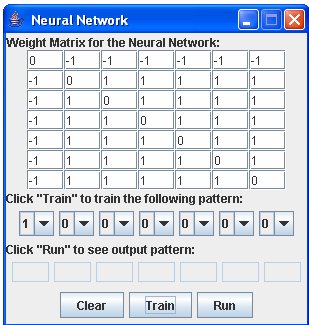 Neural Network
Weight Matrix for the Neural Network:
0 -1 -1 -1 -1 -1 -1
-1 0 1 1 1 1 1
-1 1 0 1 1 1 1
-1 1 1 0 1 1 1
-1 1 1 1 0 1 1
-1 1 1 1 1 0 1
-1 1 1 1 1 1 0
Click "Train" to train the following pattern:
1 0 0 0 0 0 0
Click "Run" to see output pattern:
Clear Train Run